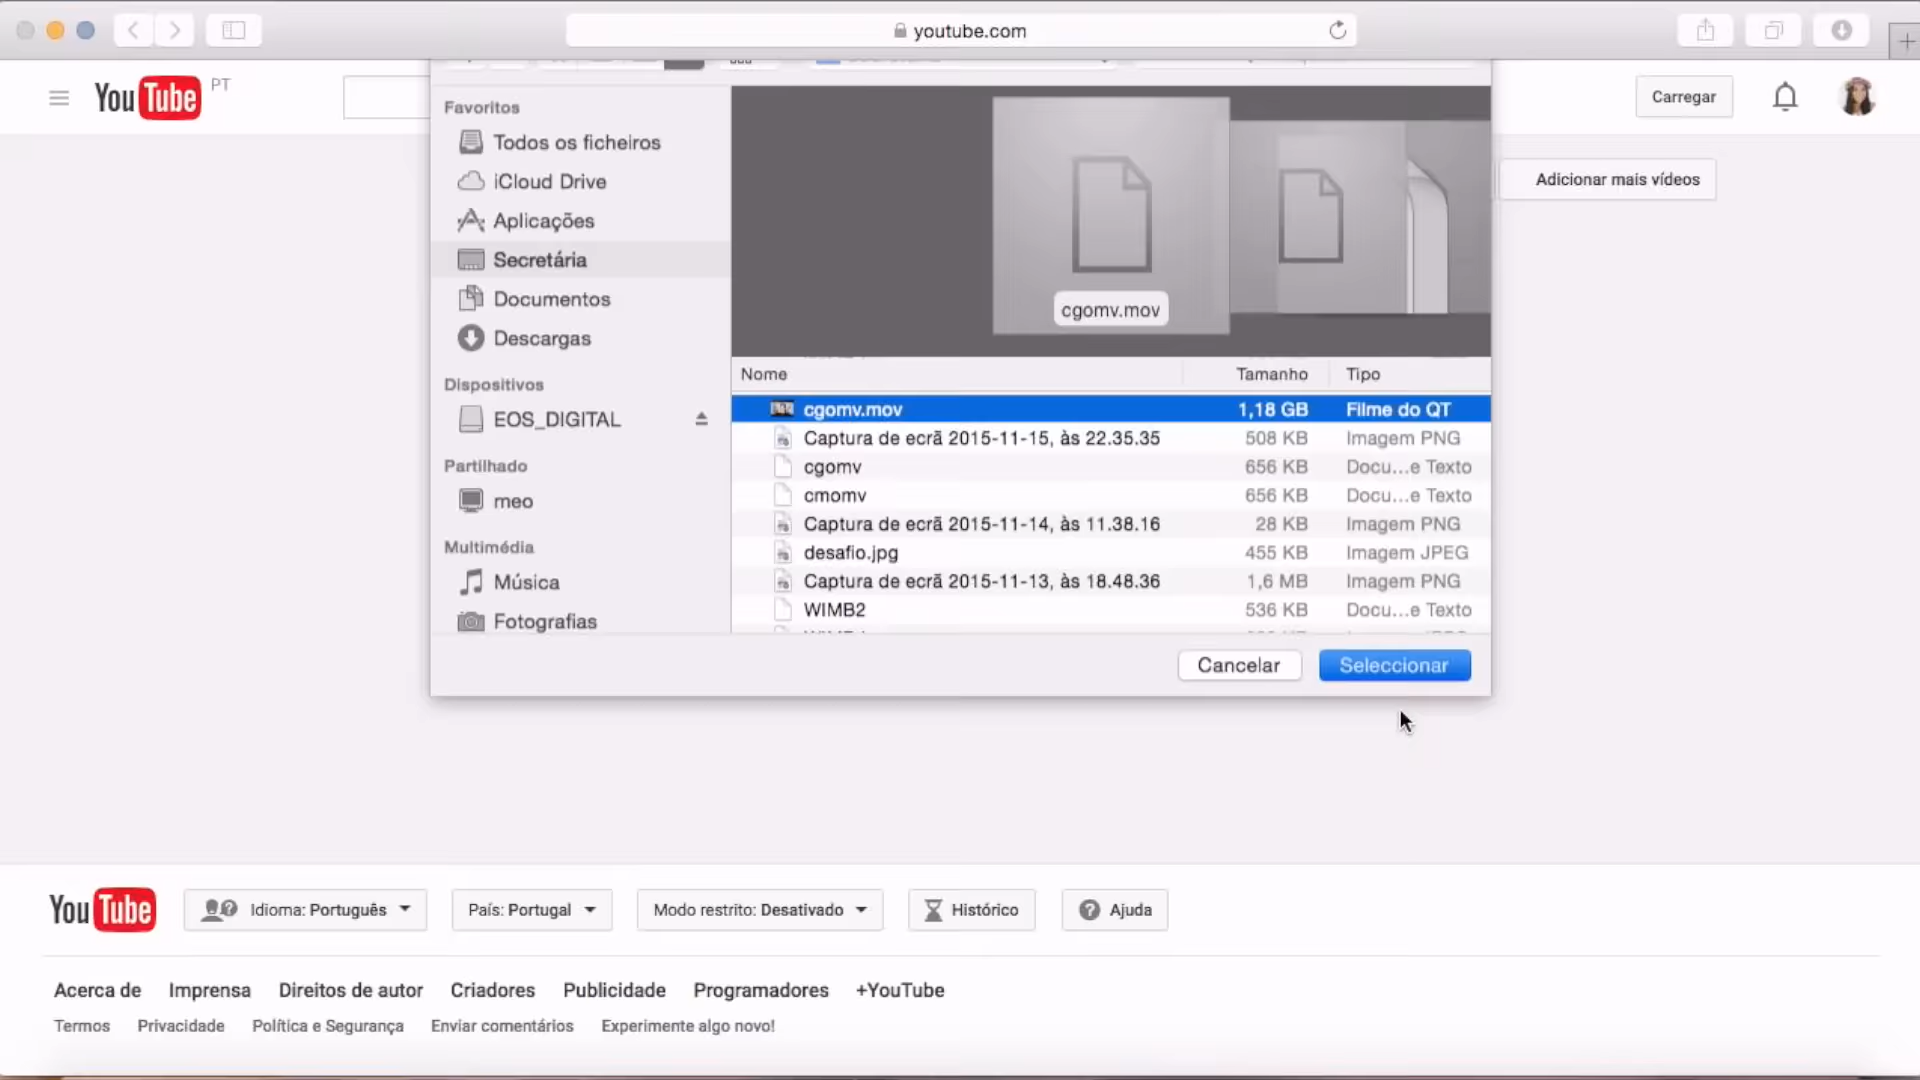 youtube.com
YouTube PT
Carregar
Adicionar mais vídeos
Favoritos
Todos os ficheiros
iCloud Drive
Aplicações
Secretária
Documentos
Descargas
Dispositivos
EOS_DIGITAL
Partilhado
meo
Multimédia
Música
Fotografias
cgomv.mov
Nome Tamanho Tipo
cgomv.mov 1,18 GB Filme do QT
Captura de ecrã 2015-11-15, às 22.35.35 508 KB Imagem PNG
cgomv 656 KB Docu...e Texto
cmomv 656 KB Docu...e Texto
Captura de ecrã 2015-11-14, às 11.38.16 28 KB Imagem PNG
desafio.jpg 455 KB Imagem JPEG
Captura de ecrã 2015-11-13, às 18.48.36 1,6 MB Imagem PNG
WIMB2 536 KB Docu...e Texto
Cancelar Seleccionar
YouTube Idioma: Português País: Portugal Modo restrito: Desativado Histórico Ajuda
Acerca de Imprensa Direitos de autor Criadores Publicidade Programadores +YouTube
Termos Privacidade Política e Segurança Enviar comentários Experimente algo novo!